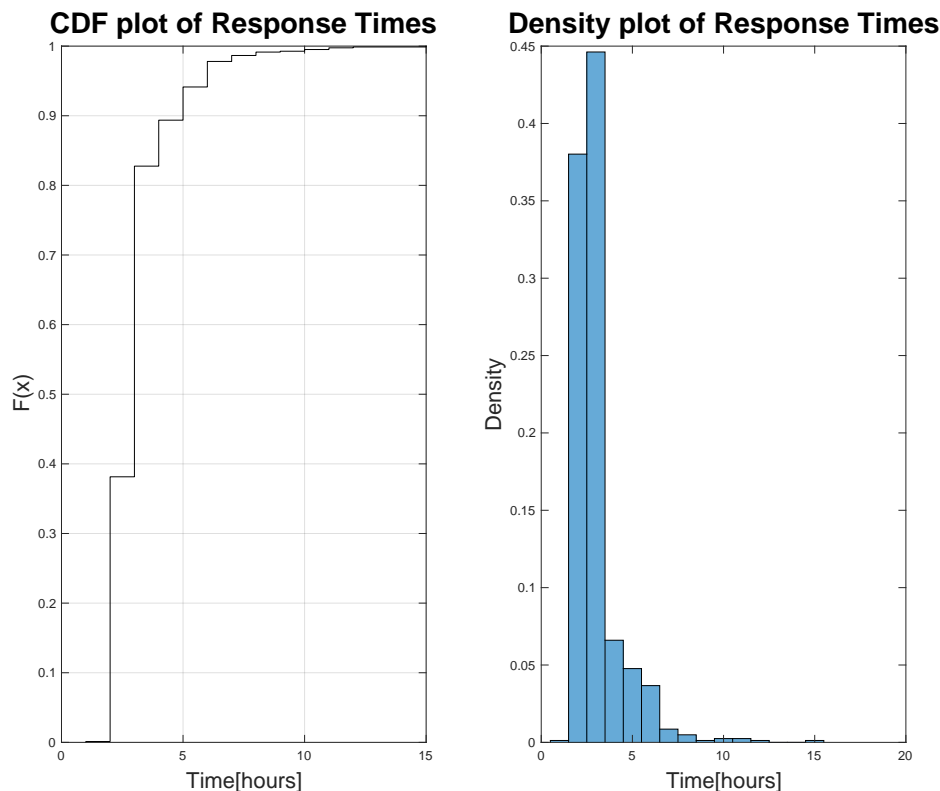 CDF plot of Response Times
1
0.9
0.8
0.7
0.6
0.5
0.4
0.3
0.2
0.1
0
F(x)
0 5 10 15
Time[hours]
Density plot of Response Times
0.45
0.4
0.35
0.3
0.25
0.2
0.15
0.1
0.05
0
Density
0 5 10 15 20
Time[hours]